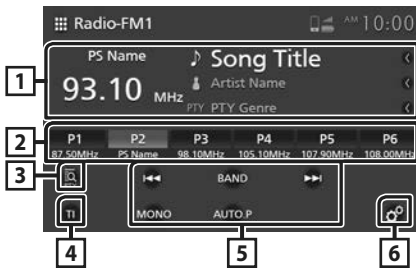 Radio-FM1
AM 10:00
PS Name
Song Title
93.10 MHz
Artist Name
PTY PTY Genre
1
P1 P2 P3 P4 P5 P6
87.50MHz PS Name 98.10MHz 105.10MHz 107.90MHz 108.00MHz
2
3
BAND
TI MONO AUTO.P
4 5 6